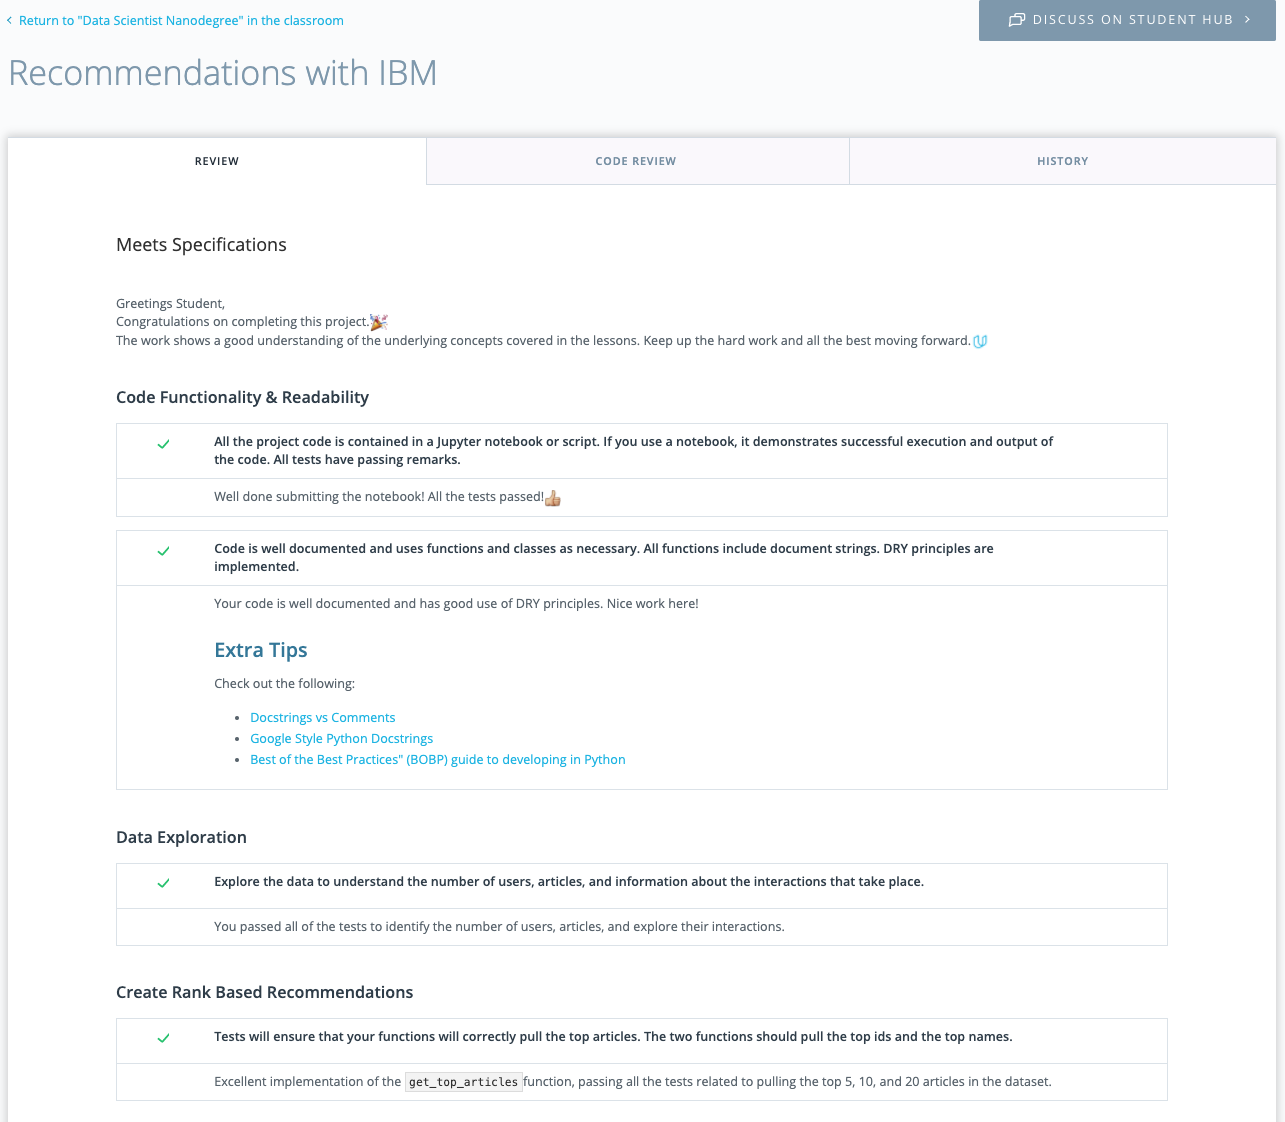 Return to "Data Scientist Nanodegree" in the classroom
DISCUSS ON STUDENT HUB
Recommendations with IBM
REVIEW
CODE REVIEW
HISTORY
Meets Specifications
Greetings Student,
Congratulations on completing this project.🎉
The work shows a good understanding of the underlying concepts covered in the lessons. Keep up the hard work and all the best moving forward.
Code Functionality & Readability
All the project code is contained in a Jupyter notebook or script. If you use a notebook, it demonstrates successful execution and output of
the code. All tests have passing remarks.
Well done submitting the notebook! All the tests passed!👍
Code is well documented and uses functions and classes as necessary. All functions include document strings. DRY principles are
implemented.
Your code is well documented and has good use of DRY principles. Nice work here!
Extra Tips
Check out the following:
• Docstrings vs Comments
• Google Style Python Docstrings
• Best of the Best Practices" (BOBP) guide to developing in Python
Data Exploration
Explore the data to understand the number of users, articles, and information about the interactions that take place.
You passed all of the tests to identify the number of users, articles, and explore their interactions.
Create Rank Based Recommendations
Tests will ensure that your functions will correctly pull the top articles. The two functions should pull the top ids and the top names.
Excellent implementation of the get_top_articles function, passing all the tests related to pulling the top 5, 10, and 20 articles in the dataset.